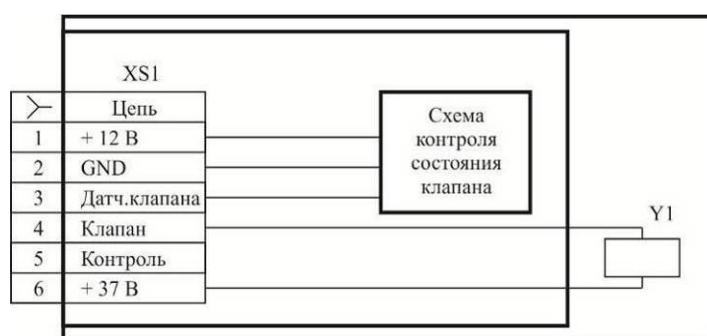 XS1
Цепь
1 + 12 В
2 GND
3 Датч.клапана
4 Клапан
5 Контроль
6 + 37 В
Схема
контроля
состояния
клапана
Y1